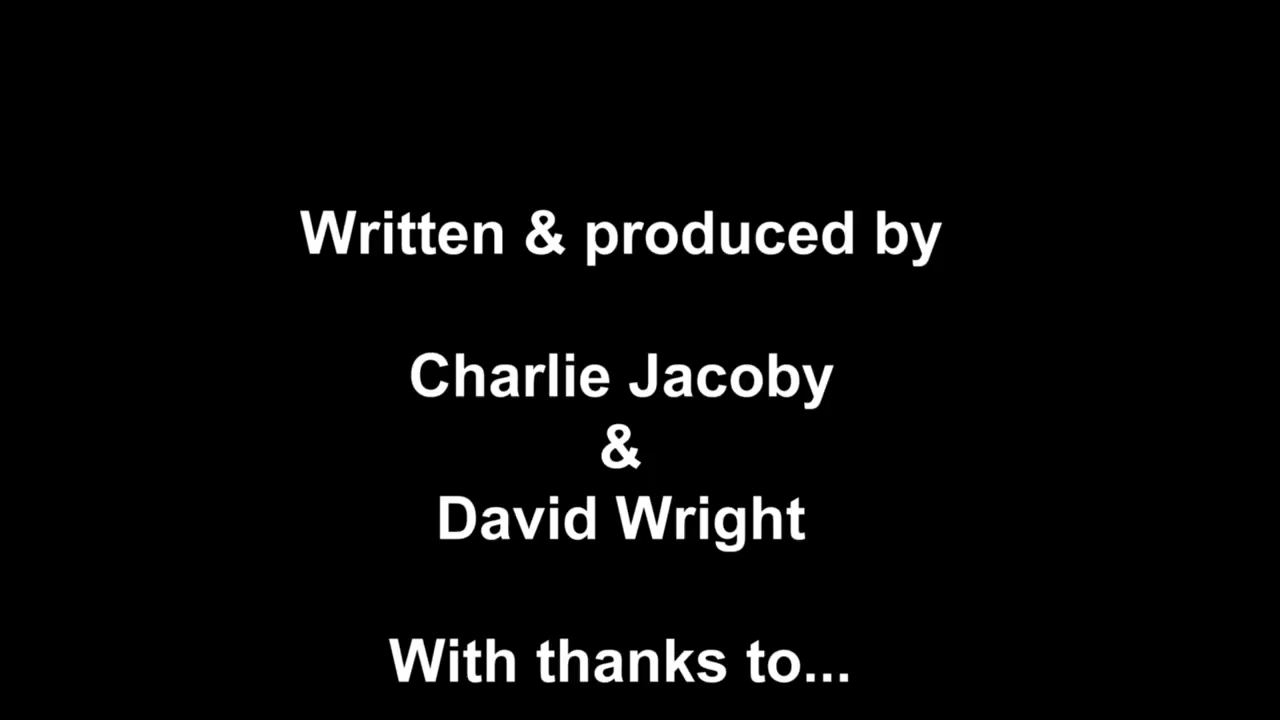 Written & produced by
Charlie Jacoby
&
David Wright
With thanks to...